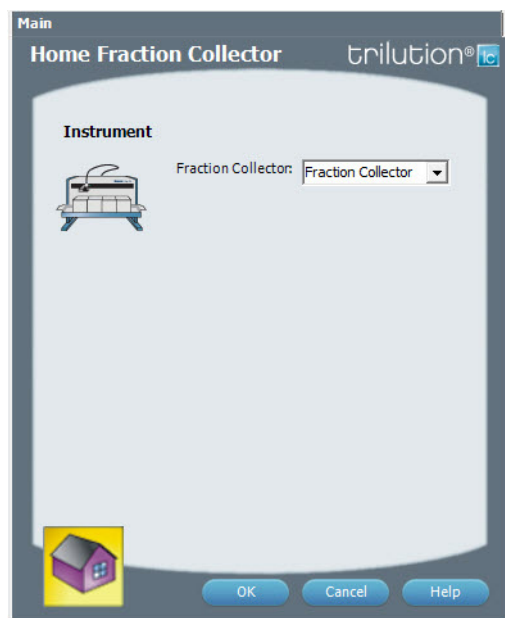 Main
Home Fraction Collector
trilution® lc
Instrument
Fraction Collector: Fraction Collector
OK Cancel Help